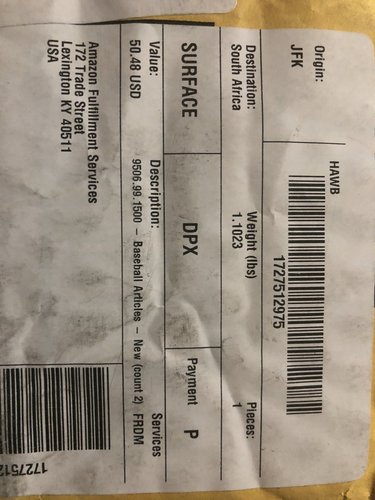 Origin:
JFK
HAWB
1727512975
Destination:
South Africa
Weight (lbs)
1.1023
Pieces:
1
SURFACE
DPX
Payment P
Value:
50.48 USD
Description:
9506.99.1500 - Baseball Articles - New (count 2)
Services
FRDM
Amazon Fulfillment Services
172 Trade Street
Lexington KY 40511
USA
1727512